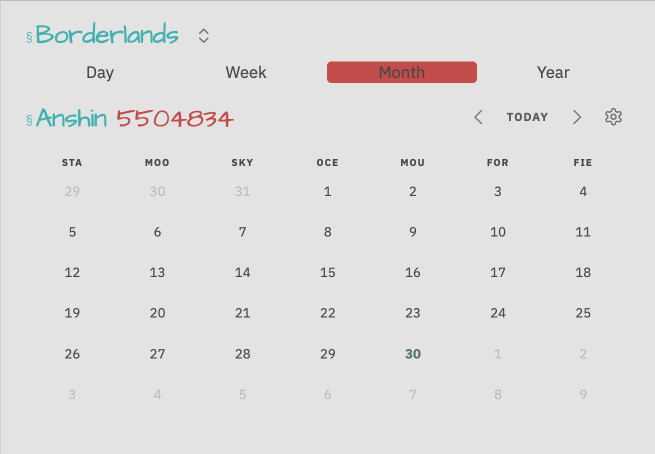 §Borderlands
Day Week Month Year
§Anshin 5504834
TODAY
STA MOO SKY OCE MOU FOR FIE
29 30 31 1 2 3 4
5 6 7 8 9 10 11
12 13 14 15 16 17 18
19 20 21 22 23 24 25
26 27 28 29 30 1 2
3 4 5 6 7 8 9